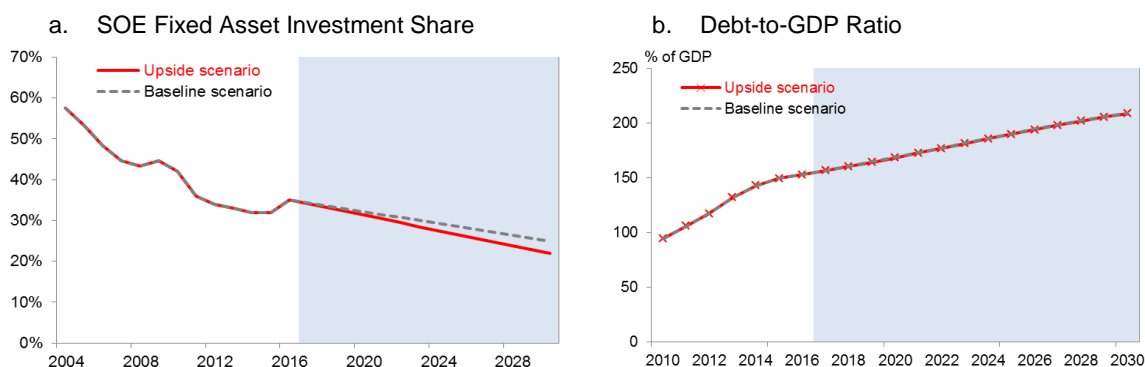 a. SOE Fixed Asset Investment Share
70%
60%
50%
40%
30%
20%
10%
0%
Upside scenario
Baseline scenario
2004 2008 2012 2016 2020 2024 2028
b. Debt-to-GDP Ratio
% of GDP
250
200
150
100
50
0
Upside scenario
Baseline scenario
2010 2012 2014 2016 2018 2020 2022 2024 2026 2028 2030